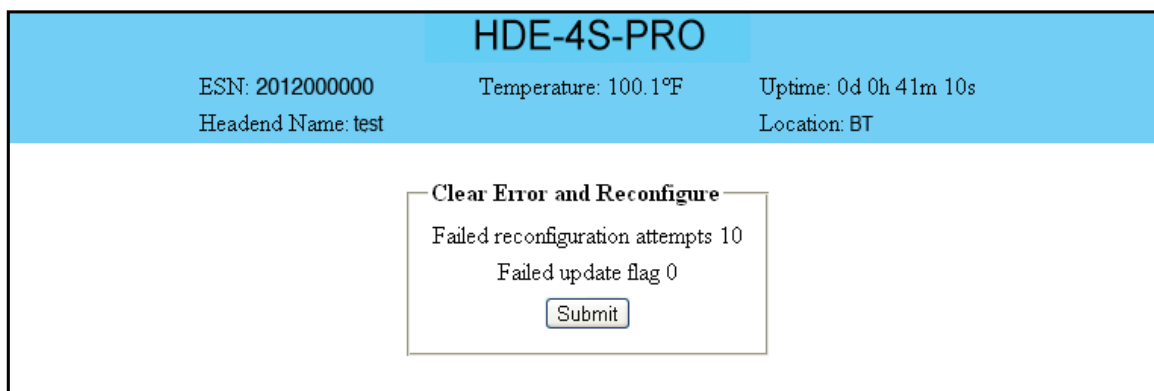 HDE-4S-PRO
ESN: 2012000000 Temperature: 100.1°F Uptime: 0d 0h 41m 10s
Headend Name: test Location: BT
Clear Error and Reconfigure
Failed reconfiguration attempts 10
Failed update flag 0
Submit